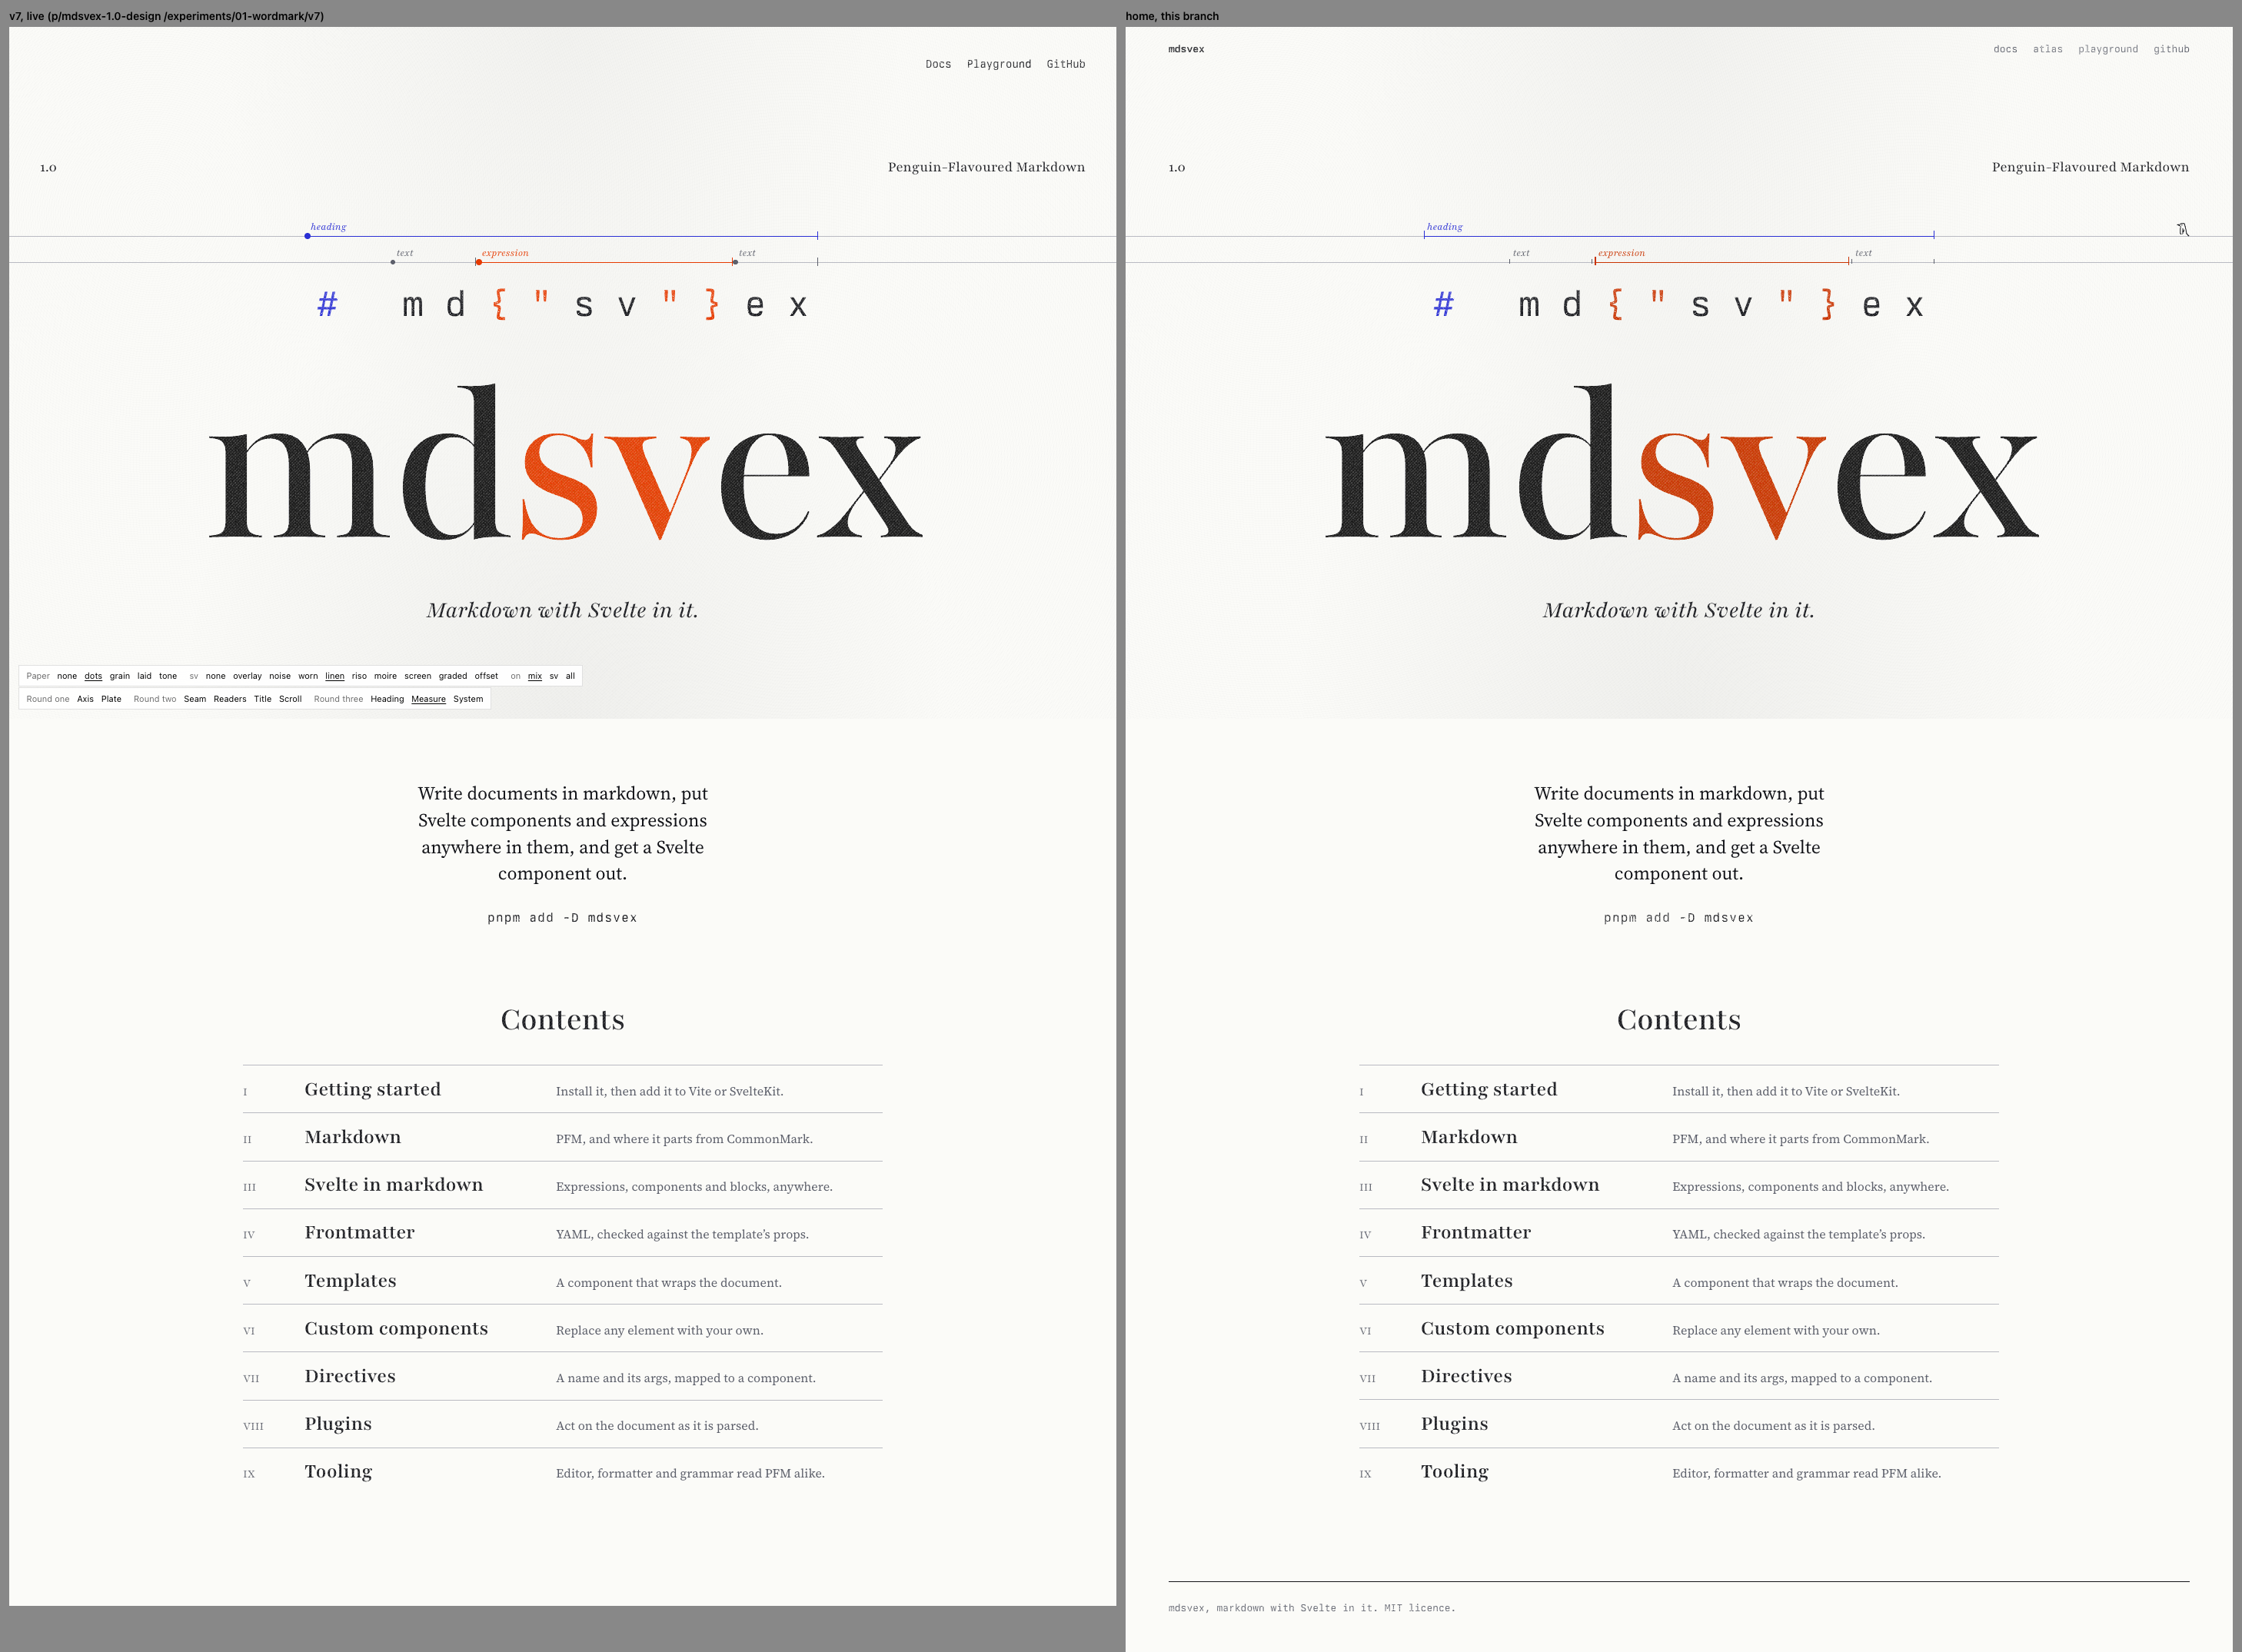 v7, live (p/mdsvex-1.0-design /experiments/01-wordmark/v7)
Docs Playground GitHub
1.0 Penguin-Flavoured Markdown
heading
text expression text
# md{"sv"}ex
mdsvex
Markdown with Svelte in it.
Paper none dots grain laid tone sv none overlay noise worn linen riso moire screen graded offset on mix sv all
Round one Axis Plate Round two Seam Readers Title Scroll Round three Heading Measure System
Write documents in markdown, put
Svelte components and expressions
anywhere in them, and get a Svelte
component out.
pnpm add -D mdsvex
Contents
I Getting started Install it, then add it to Vite or SvelteKit.
II Markdown PFM, and where it parts from CommonMark.
III Svelte in markdown Expressions, components and blocks, anywhere.
IV Frontmatter YAML, checked against the template’s props.
V Templates A component that wraps the document.
VI Custom components Replace any element with your own.
VII Directives A name and its args, mapped to a component.
VIII Plugins Act on the document as it is parsed.
IX Tooling Editor, formatter and grammar read PFM alike.
home, this branch
mdsvex docs atlas playground github
1.0 Penguin-Flavoured Markdown
heading
text expression text
# md{"sv"}ex
mdsvex
Markdown with Svelte in it.
Write documents in markdown, put
Svelte components and expressions
anywhere in them, and get a Svelte
component out.
pnpm add -D mdsvex
Contents
I Getting started Install it, then add it to Vite or SvelteKit.
II Markdown PFM, and where it parts from CommonMark.
III Svelte in markdown Expressions, components and blocks, anywhere.
IV Frontmatter YAML, checked against the template’s props.
V Templates A component that wraps the document.
VI Custom components Replace any element with your own.
VII Directives A name and its args, mapped to a component.
VIII Plugins Act on the document as it is parsed.
IX Tooling Editor, formatter and grammar read PFM alike.
mdsvex, markdown with Svelte in it. MIT licence.